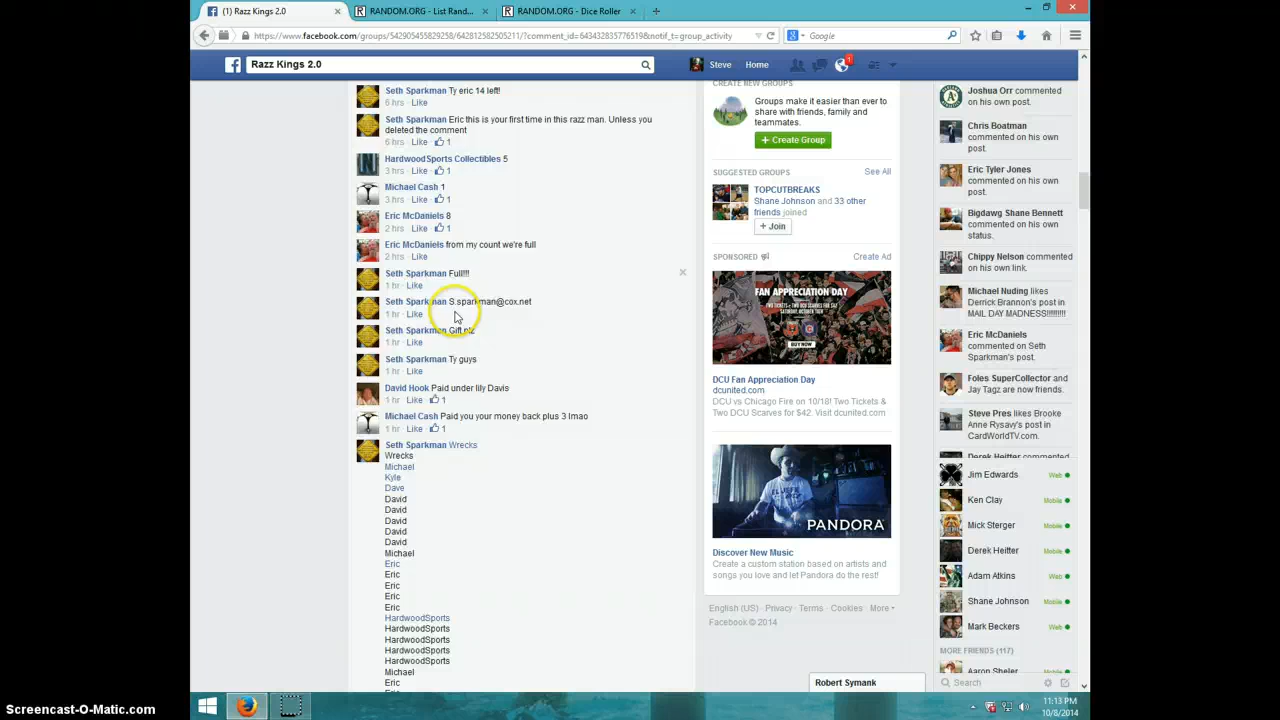 (1) Razz Kings 2.0
RANDOM.ORG - List Rand...
RANDOM.ORG - Dice Roller
https://www.facebook.com/groups/542905455829258/642812582505211/?comment_id=643432835776519&notif_t=group_activity
Google
Razz Kings 2.0
Steve
Home
1
Seth Sparkman Ty eric 14 left!
6 hrs · Like
Seth Sparkman Eric this is your first time in this razz man. Unless you
deleted the comment
6 hrs · Like · 1
HardwoodSports Collectibles 5
3 hrs · Like · 1
Michael Cash 1
3 hrs · Like · 1
Eric McDaniels 8
2 hrs · Like · 1
Eric McDaniels from my count we're full
2 hrs · Like
Seth Sparkman Full!!!
1 hr · Like
Seth Sparkman S.sparkman@cox.net
1 hr · Like
Seth Sparkman Gift plz
1 hr · Like
Seth Sparkman Ty guys
1 hr · Like
David Hook Paid under lily Davis
1 hr · Like · 1
Michael Cash Paid you your money back plus 3 lmao
1 hr · Like · 1
Seth Sparkman Wrecks
Wrecks
Michael
Kyle
Dave
David
David
David
David
David
Michael
Eric
Eric
Eric
Eric
Eric
HardwoodSports
HardwoodSports
HardwoodSports
HardwoodSports
HardwoodSports
Michael
Eric
Eric
CREATE NEW GROUPS
Groups make it easier than ever to
share with friends, family and
teammates.
+ Create Group
SUGGESTED GROUPS
See All
TOPCUTBREAKS
Shane Johnson and 33 other
friends joined
+ Join
SPONSORED
Create Ad
FAN APPRECIATION DAY
BUY NOW
DCU Fan Appreciation Day
dcunited.com
DCU vs Chicago Fire on 10/18! Two Tickets &
Two DCU Scarves for $42. Visit dcunited.com
PANDORA
Discover New Music
Create a custom station based on artists and
songs you love and let Pandora do the rest!
English (US) · Privacy · Terms · Cookies · More
Facebook © 2014
Joshua Orr commented
on his own post.
Chris Boatman
commented on his own
post.
Eric Tyler Jones
commented on his own
post.
Bigdawg Shane Bennett
commented on his own
status.
Chippy Nelson commented
on his own link.
Michael Nuding likes
Derrick Brannon's post in
MAIL DAY MADNESS!!!!!!!!!
Eric McDaniels
commented on Seth
Sparkman's post.
Foles SuperCollector and
Jay Tagz are now friends.
Steve Pres likes Brooke
Anne Rysavy's post in
CardWorldTV.com.
Derek Heitter commented
Jim Edwards Web
Ken Clay Mobile
Mick Sterger Mobile
Derek Heitter Mobile
Adam Atkins Web
Shane Johnson Mobile
Mark Beckers Web
MORE FRIENDS (117)
Aaron Sheler Mobile
Search
Robert Symank
11:13 PM
10/8/2014
Screencast-O-Matic.com